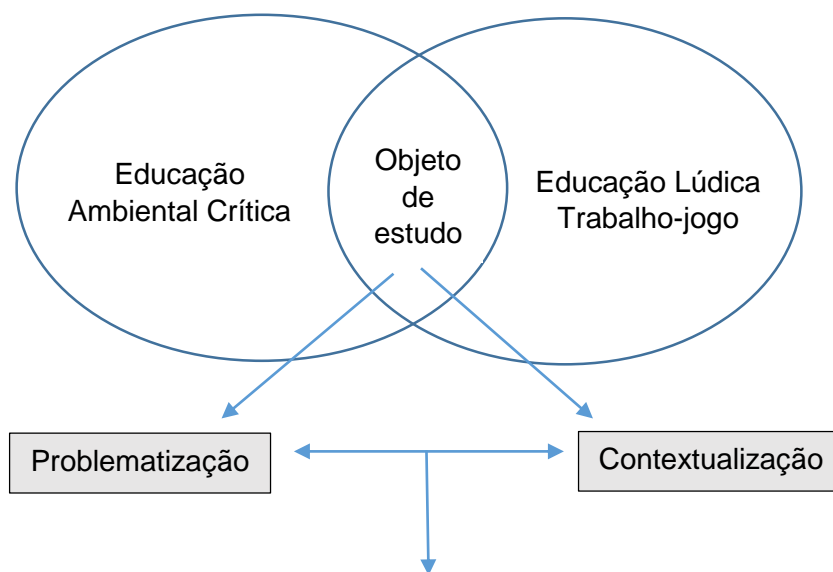 Educação
Ambiental Crítica
Objeto
de
estudo
Educação Lúdica
Trabalho-jogo
Problematização
Contextualização